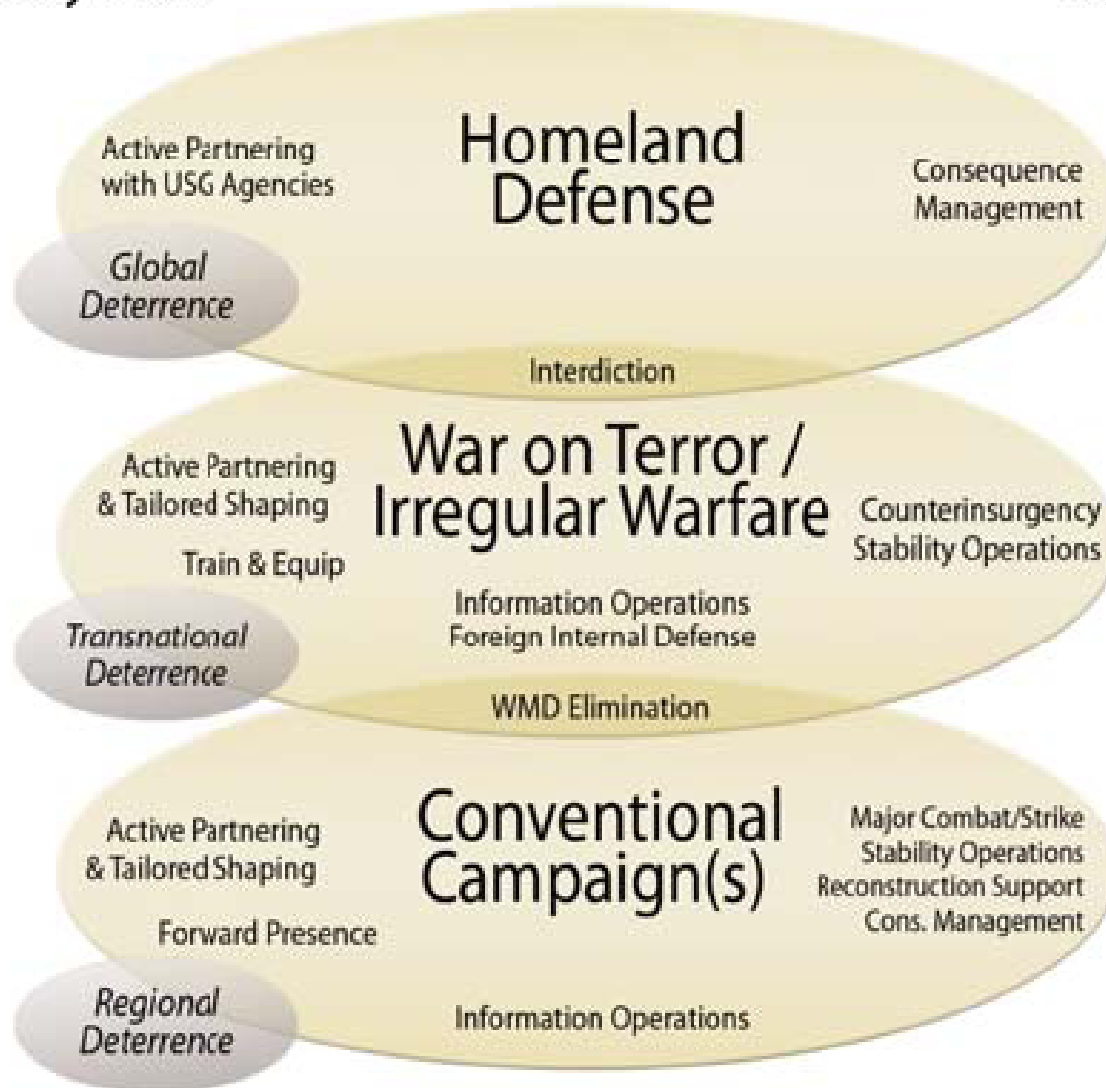 Homeland
Defense
Active Partnering
with USG Agencies
Consequence
Management
Global
Deterrence
Interdiction
War on Terror /
Irregular Warfare
Active Partnering
& Tailored Shaping
Train & Equip
Counterinsurgency
Stability Operations
Information Operations
Foreign Internal Defense
Transnational
Deterrence
WMD Elimination
Conventional
Campaign(s)
Active Partnering
& Tailored Shaping
Forward Presence
Major Combat/Strike
Stability Operations
Reconstruction Support
Cons. Management
Regional
Deterrence
Information Operations